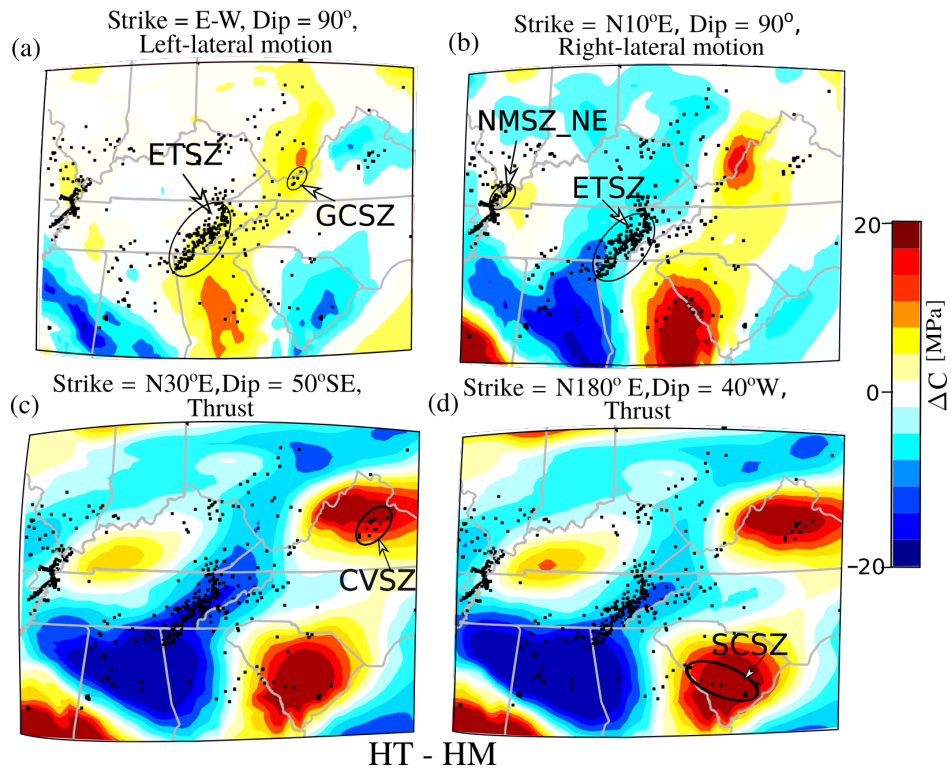 Strike = E-W, Dip = 90°,
(a) Left-lateral motion
ETSZ
GCSZ
Strike = N10°E, Dip = 90°,
(b) Right-lateral motion
NMSZ_NE
ETSZ
Strike = N30°E,Dip = 50°SE,
(c) Thrust
CVSZ
Strike = N180° E,Dip = 40°W,
(d) Thrust
SCSZ
20
0
-20
ΔC [MPa]
HT - HM